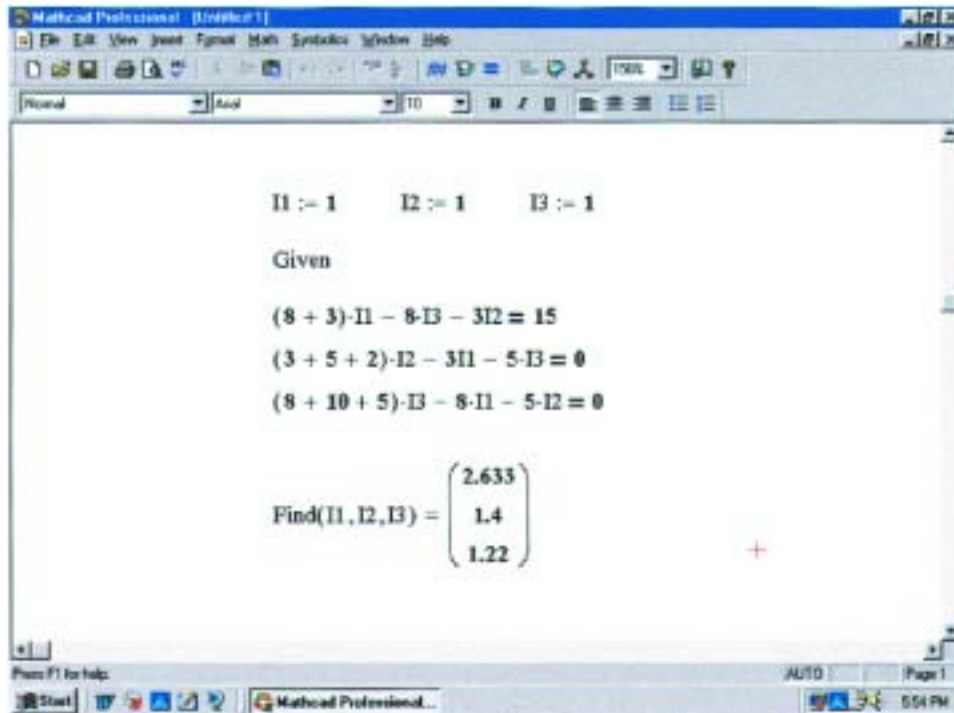 Mathcad Professional - [Untitled:1]
File Edit View Insert Format Math Symbolics Window Help
150%
Normal Arial 10 B I U
I1 := 1 I2 := 1 I3 := 1
Given
(8 + 3)·I1 − 8·I3 − 3I2 = 15
(3 + 5 + 2)·I2 − 3I1 − 5·I3 = 0
(8 + 10 + 5)·I3 − 8·I1 − 5·I2 = 0
Find(I1,I2,I3) =
2.633
1.4
1.22
Press F1 for help.
AUTO
Page 1
Start
Mathcad Professional...
5:54 PM